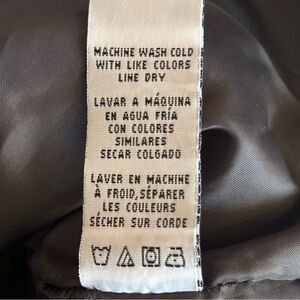 MACHINE WASH COLD
WITH LIKE COLORS
LINE DRY
LAVAR A MÁQUINA
EN AGUA FRÍA
CON COLORES
SIMILARES
SECAR COLGADO
LAVER EN MACHINE
À FROID,SÉPARER
LES COULEURS
SÉCHER SUR CORDE